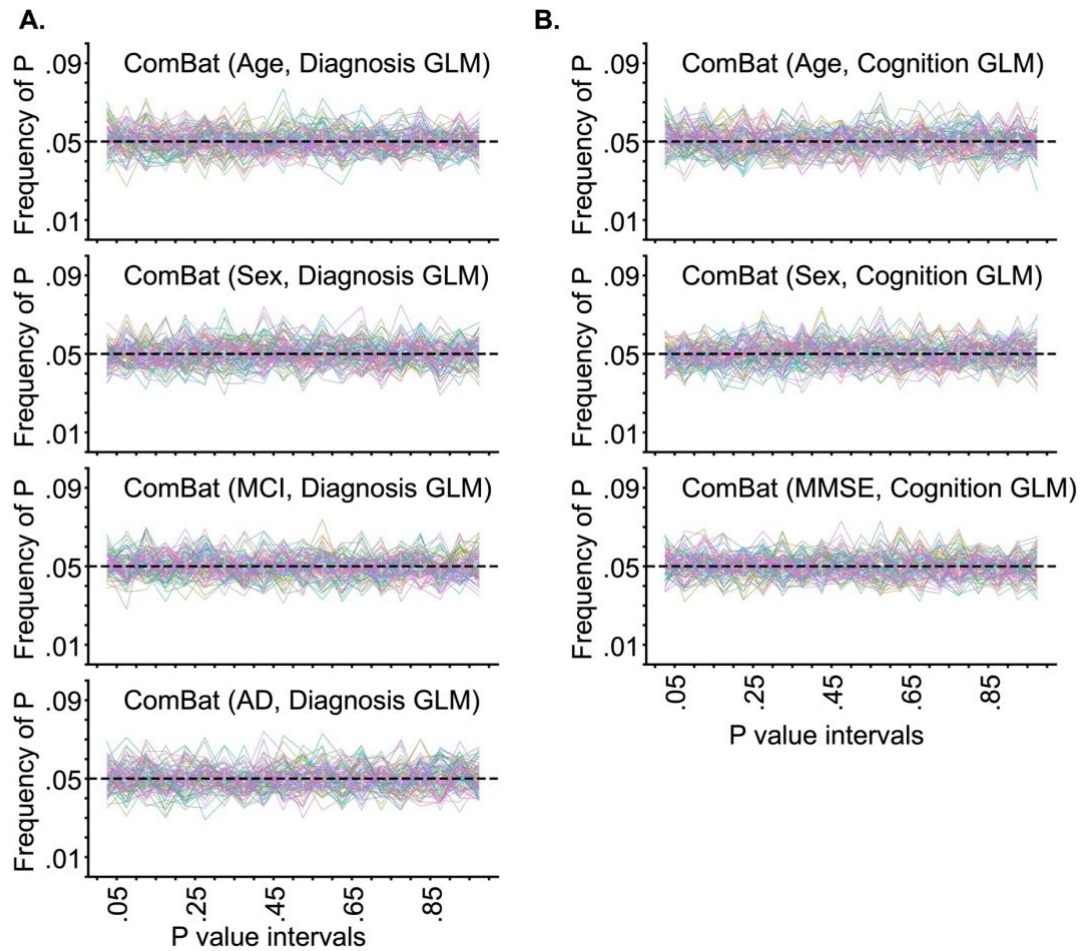 A.
ComBat (Age, Diagnosis GLM)
Frequency of P
.09
.05
.01
ComBat (Sex, Diagnosis GLM)
Frequency of P
.09
.05
.01
ComBat (MCI, Diagnosis GLM)
Frequency of P
.09
.05
.01
ComBat (AD, Diagnosis GLM)
Frequency of P
.09
.05
.01
.05 .25 .45 .65 .85
P value intervals
B.
ComBat (Age, Cognition GLM)
Frequency of P
.09
.05
.01
ComBat (Sex, Cognition GLM)
Frequency of P
.09
.05
.01
ComBat (MMSE, Cognition GLM)
Frequency of P
.09
.05
.01
.05 .25 .45 .65 .85
P value intervals